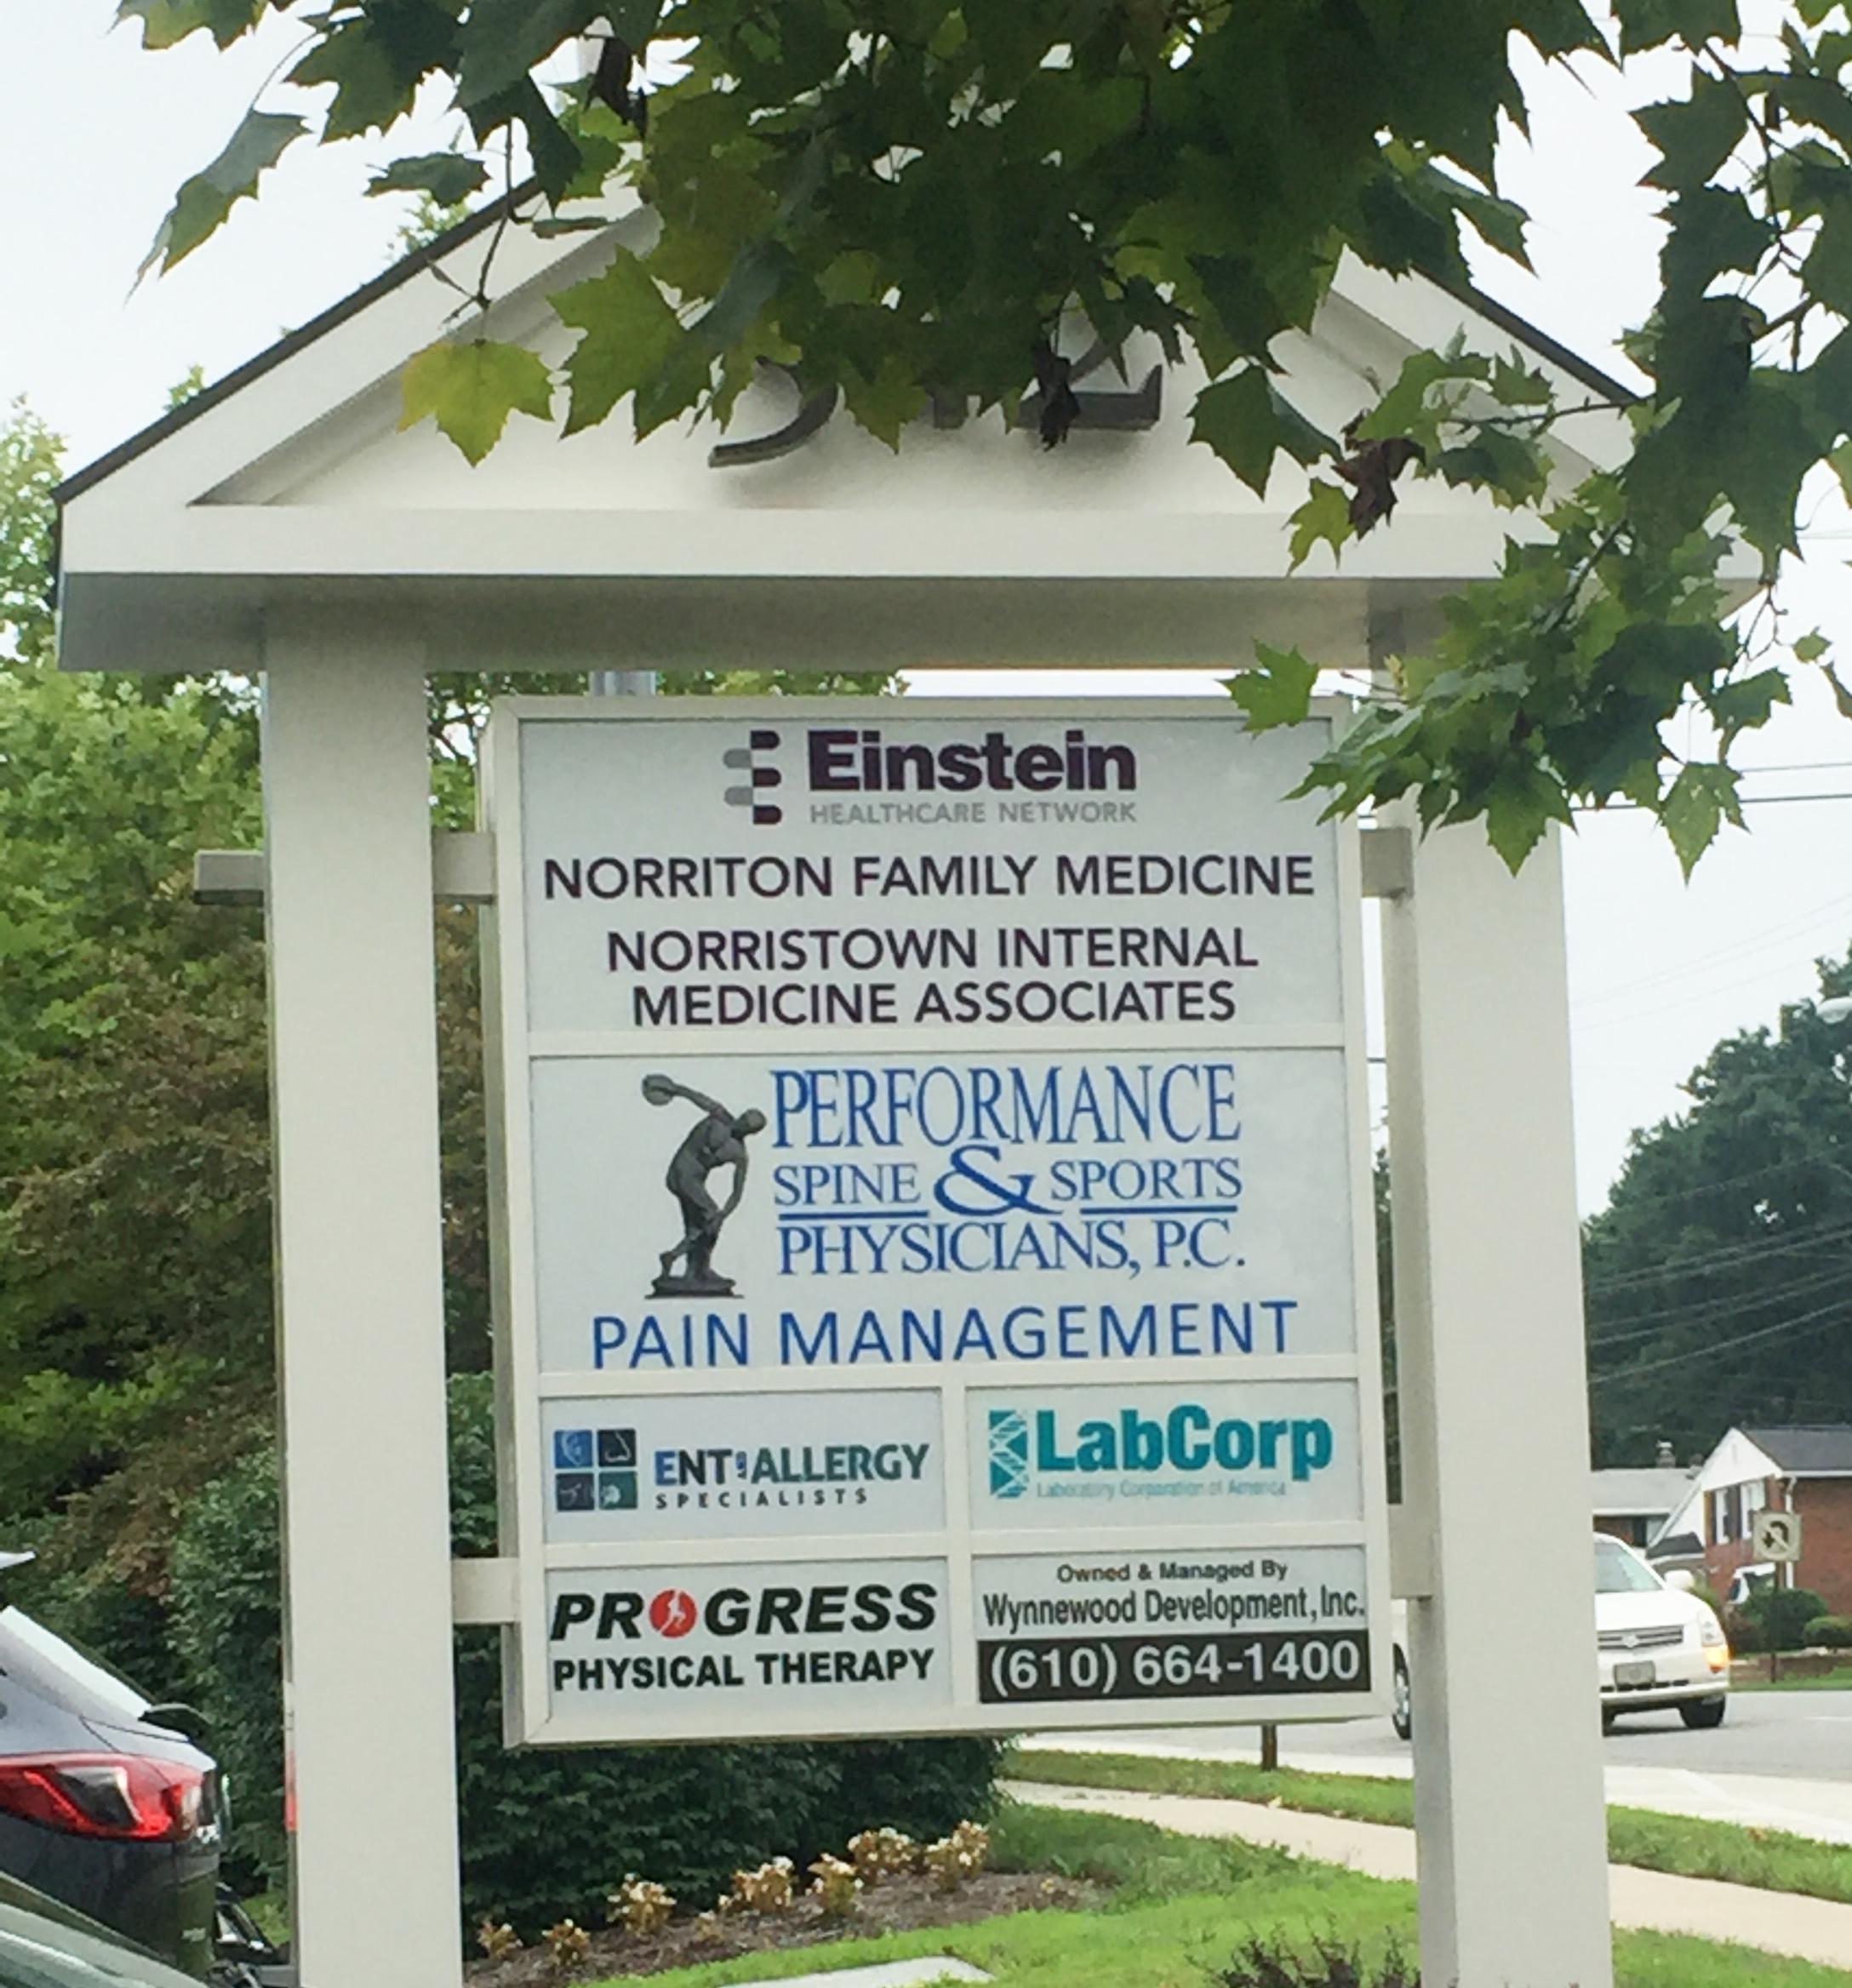 Einstein
HEALTHCARE NETWORK
NORRITON FAMILY MEDICINE
NORRISTOWN INTERNAL
MEDICINE ASSOCIATES
PERFORMANCE
SPINE & SPORTS
PHYSICIANS, P.C.
PAIN MANAGEMENT
ENT and ALLERGY
SPECIALISTS
LabCorp
Laboratory Corporation of America
PROGRESS
PHYSICAL THERAPY
Owned & Managed By
Wynnewood Development, Inc.
(610) 664-1400